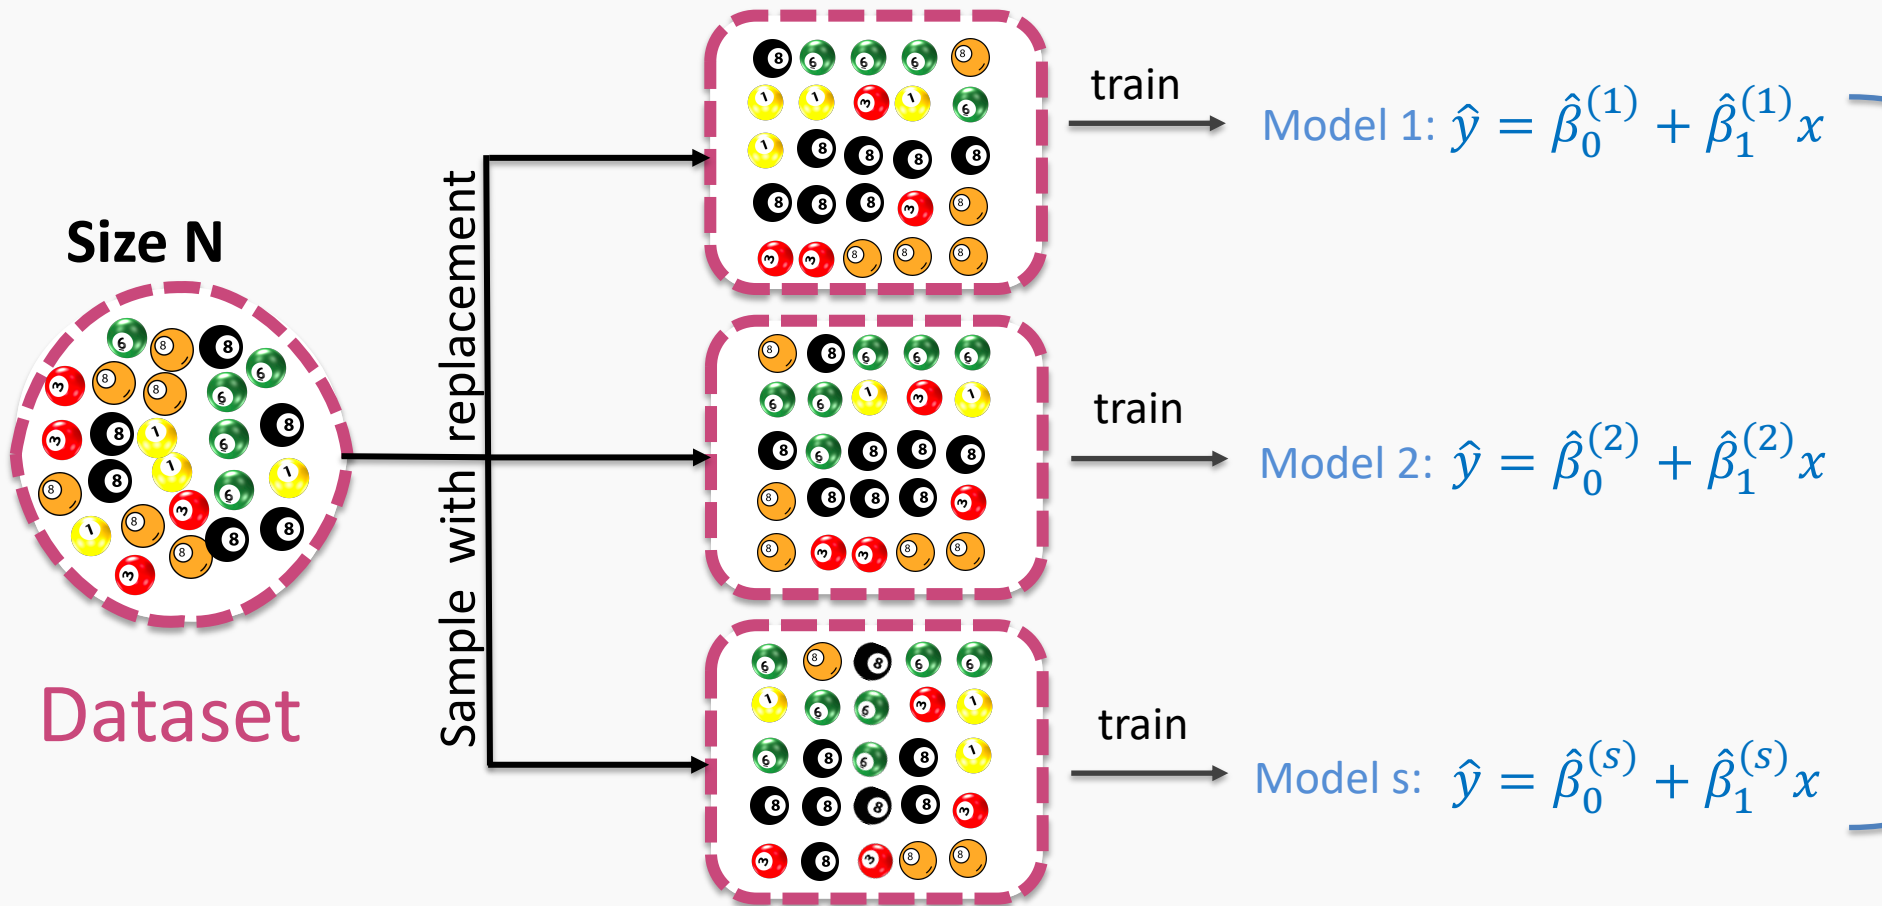 Size N
Dataset
Sample with replacement
train
Model 1: ŷ = β̂₀⁽¹⁾ + β̂₁⁽¹⁾x
train
Model 2: ŷ = β̂₀⁽²⁾ + β̂₁⁽²⁾x
train
Model s: ŷ = β̂₀⁽ˢ⁾ + β̂₁⁽ˢ⁾x